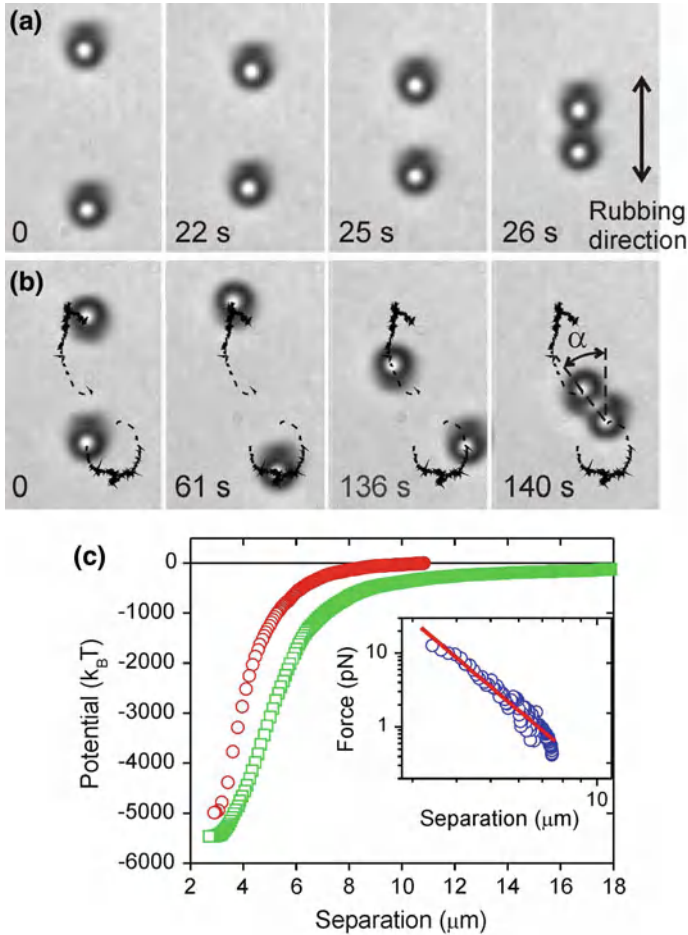 (a)
0
22 s
25 s
26 s
Rubbing
direction
(b)
α
0
61 s
136 s
140 s
(c)
0
-1000
-2000
-3000
-4000
-5000
-6000
Potential (kBT)
2 4 6 8 10 12 14 16 18
Separation (μm)
Force (pN)
10
1
10
Separation (μm)